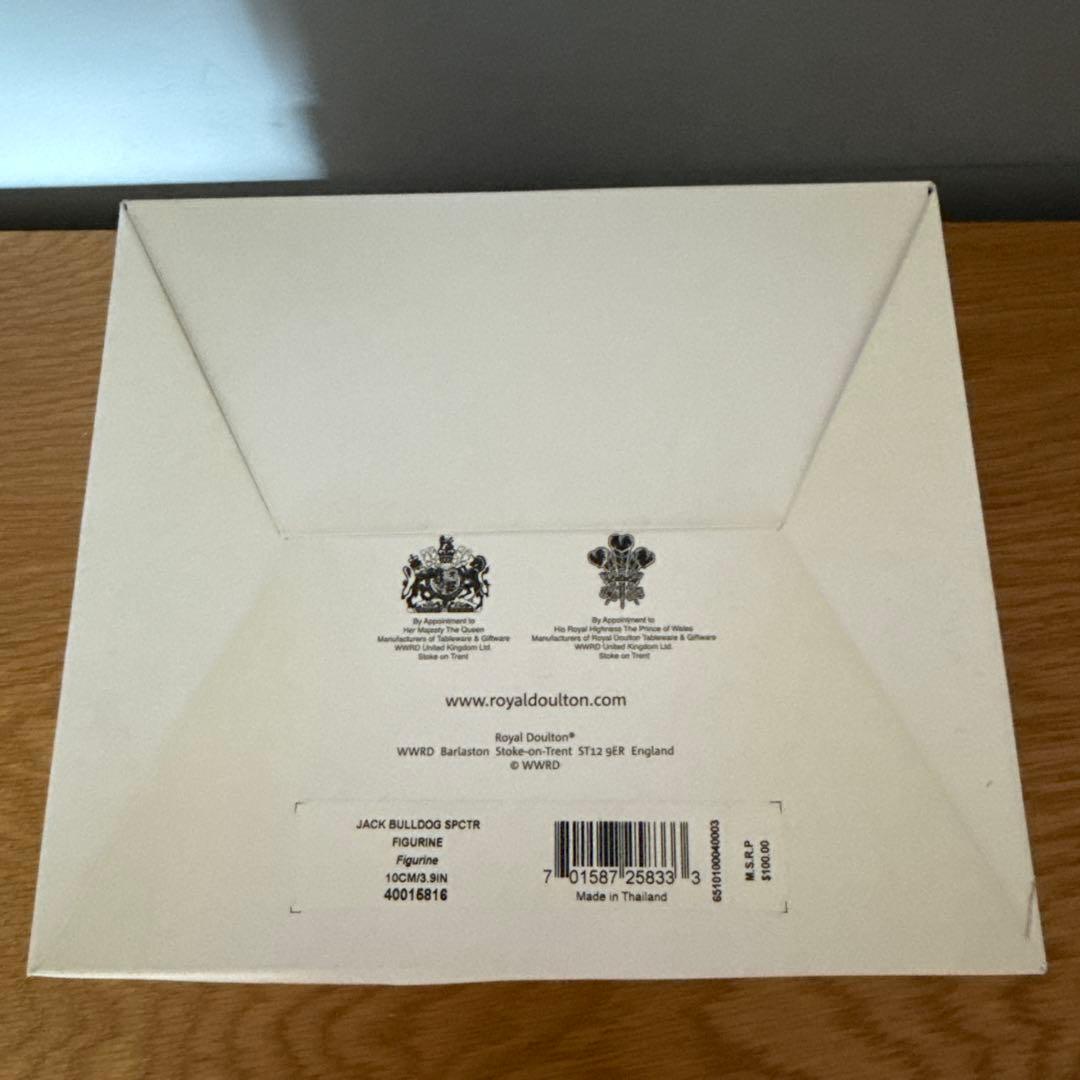 By Appointment to
Her Majesty The Queen
Manufacturers of Tableware & Giftware
WWRD United Kingdom Ltd.
Stoke on Trent
By Appointment to
His Royal Highness The Prince of Wales
Manufacturers of Royal Doulton Tableware & Giftware
WWRD United Kingdom Ltd.
Stoke on Trent
www.royaldoulton.com
Royal Doulton®
WWRD Barlaston Stoke-on-Trent ST12 9ER England
© WWRD
JACK BULLDOG SPCTR
FIGURINE
Figurine
10CM/3.9IN
40015816
7 01587 25833 3
Made in Thailand
6510100040003
M.S.R.P
$100.00